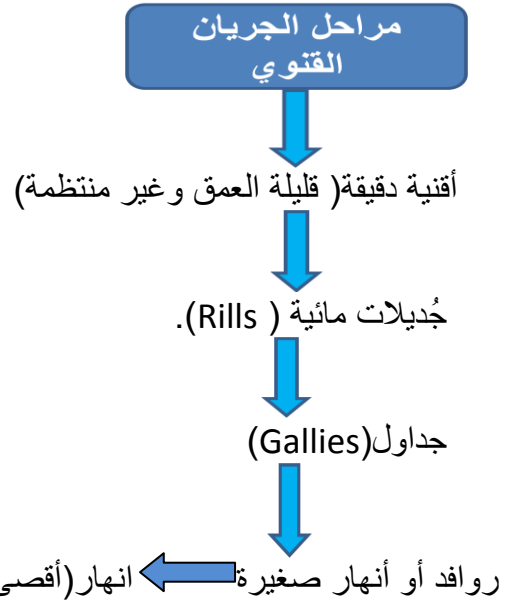 مراحل الجريان
القنوي
أقنية دقيقة( قليلة العمق وغير منتظمة)
جُديلات مائية ( Rills).
جداول(Gallies)
روافد أو أنهار صغيرة انهار(أقصى